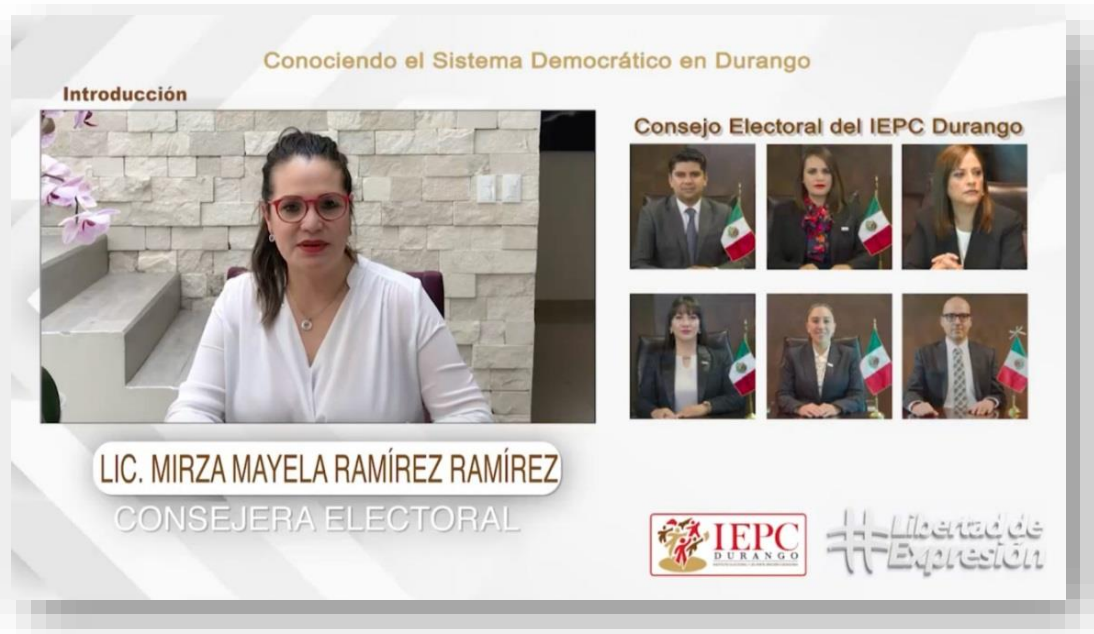 Conociendo el Sistema Democrático en Durango
Introducción
Consejo Electoral del IEPC Durango
LIC. MIRZA MAYELA RAMÍREZ RAMÍREZ
CONSEJERA ELECTORAL
IEPC
DURANGO
#Libertad de
Expresión